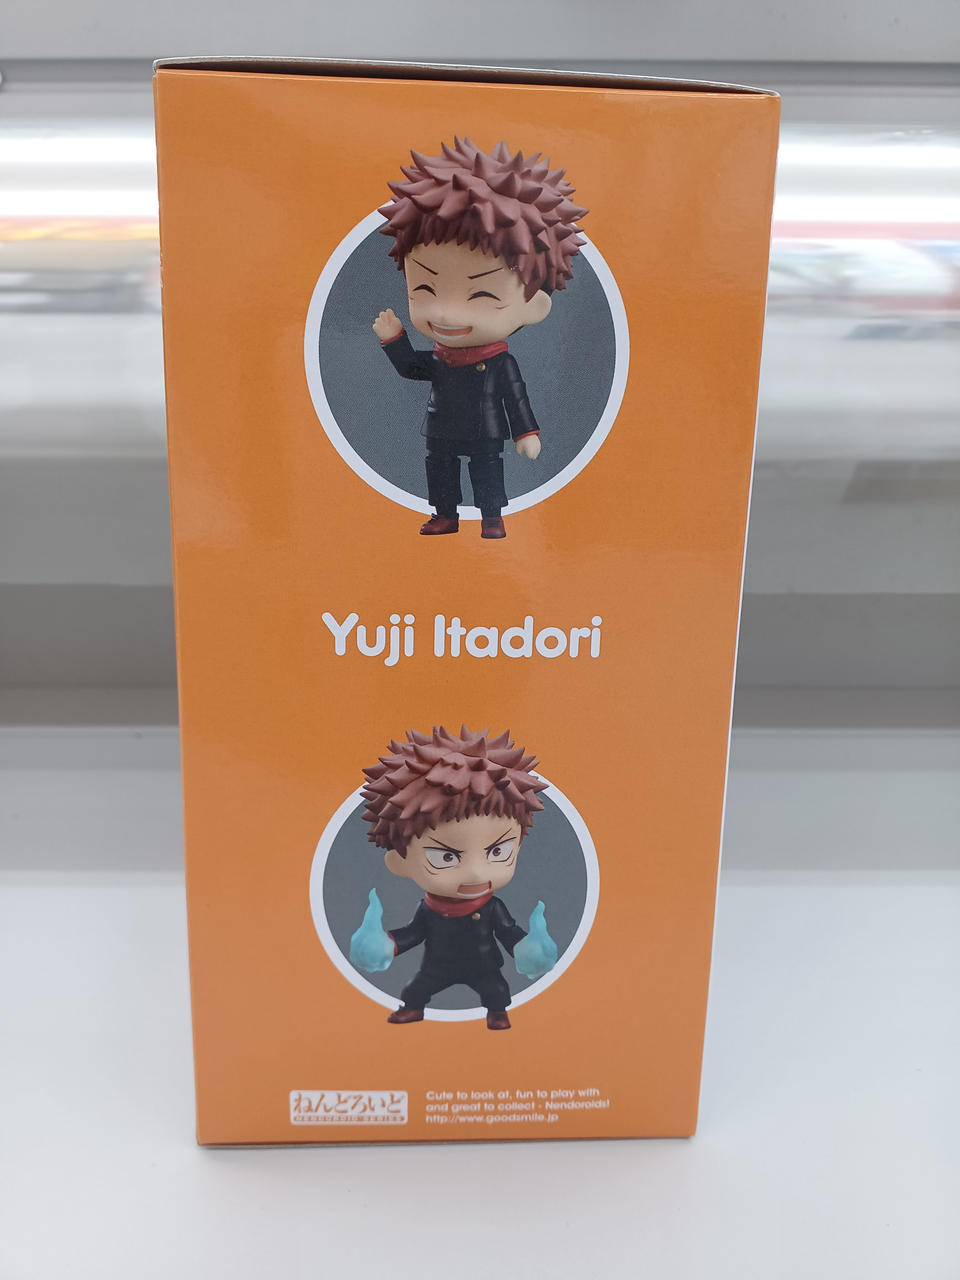 Yuji Itadori
ねんどろいど
NENDOROID SERIES
Cute to look at, fun to play with
and great to collect - Nendoroids!
http://www.goodsmile.jp